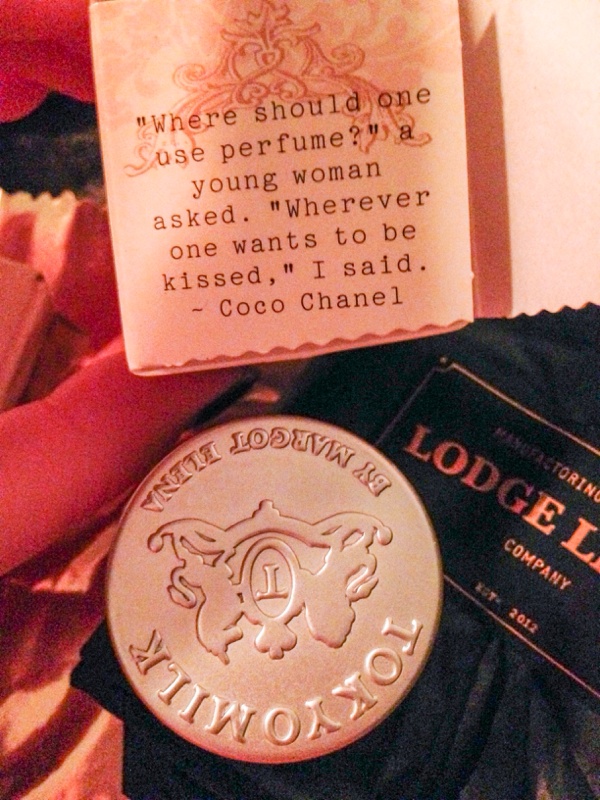 "Where should one
use perfume?" a
young woman
asked. "Wherever
one wants to be
kissed," I said.
~ Coco Chanel
TOKYOMILK
T
BY MARGOT ELENA
MANUFACTORING
LODGE
COMPANY
EST. 2012